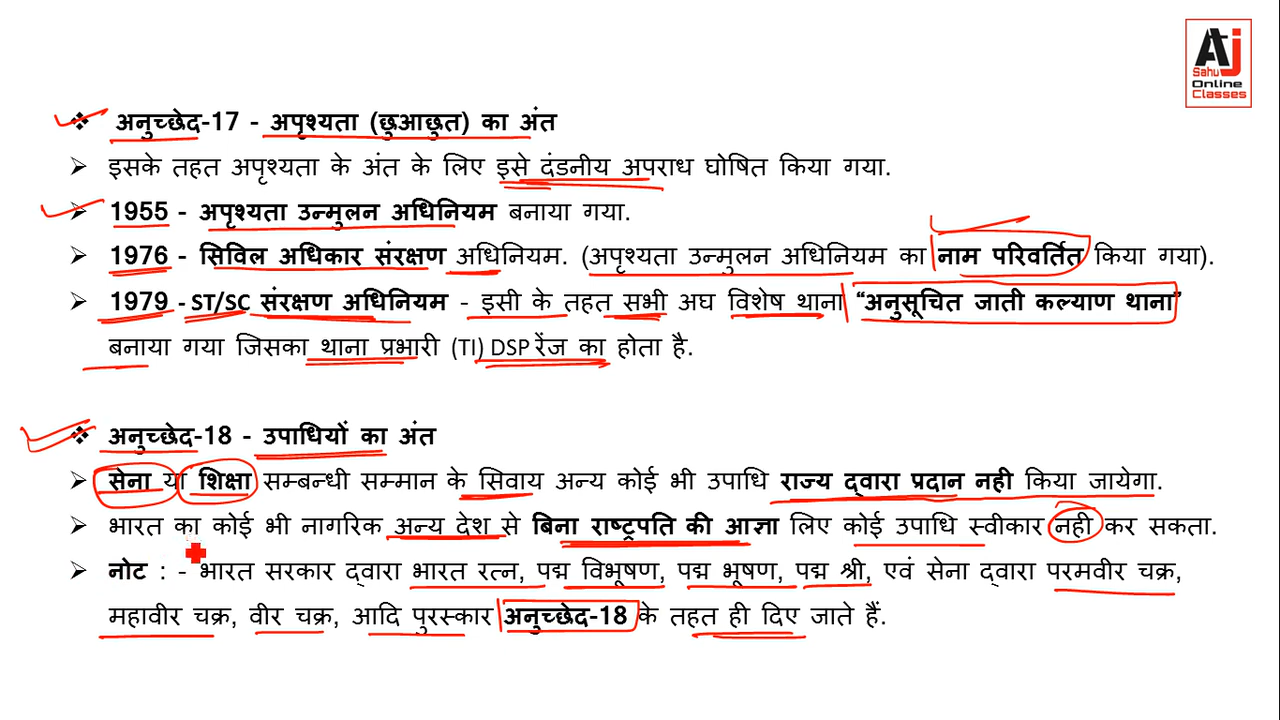 AJ
Sahu
Online
Classes
❖ अनुच्छेद-17 - अपृश्यता (छुआछुत) का अंत
➢ इसके तहत अपृश्यता के अंत के लिए इसे दंडनीय अपराध घोषित किया गया.
➢ 1955 - अपृश्यता उन्मुलन अधिनियम बनाया गया.
➢ 1976 - सिविल अधिकार संरक्षण अधिनियम. (अपृश्यता उन्मुलन अधिनियम का नाम परिवर्तित किया गया).
➢ 1979 - ST/SC संरक्षण अधिनियम - इसी के तहत सभी अघ विशेष थाना “अनुसूचित जाती कल्याण थाना”
बनाया गया जिसका थाना प्रभारी (TI) DSP रेंज का होता है.
❖ अनुच्छेद-18 - उपाधियों का अंत
➢ सेना या शिक्षा सम्बन्धी सम्मान के सिवाय अन्य कोई भी उपाधि राज्य द्वारा प्रदान नही किया जायेगा.
➢ भारत का कोई भी नागरिक अन्य देश से बिना राष्ट्रपति की आज्ञा लिए कोई उपाधि स्वीकार नही कर सकता.
➢ नोट : - भारत सरकार द्वारा भारत रत्न, पद्म विभूषण, पद्म भूषण, पद्म श्री, एवं सेना द्वारा परमवीर चक्र,
महावीर चक्र, वीर चक्र, आदि पुरस्कार अनुच्छेद-18 के तहत ही दिए जाते हैं.